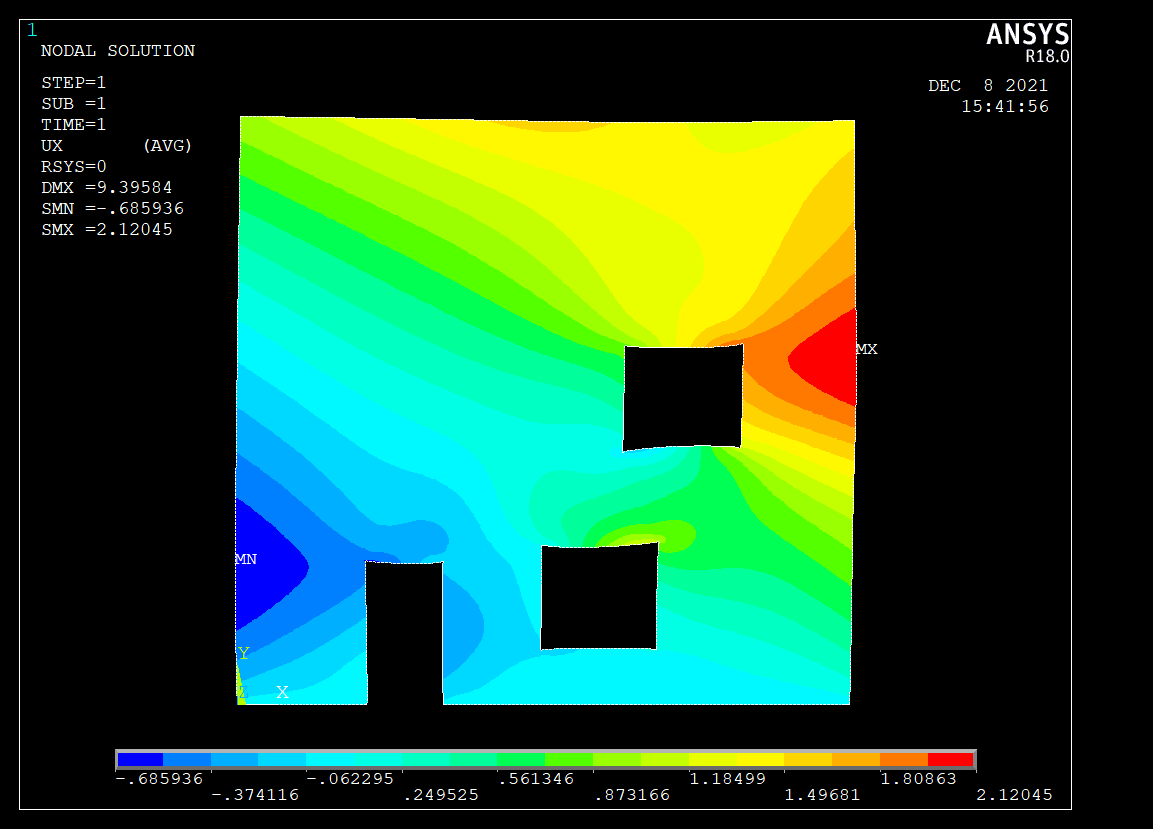 1
NODAL SOLUTION
ANSYS
R18.0
STEP=1
SUB =1
TIME=1
UX (AVG)
RSYS=0
DMX =9.39584
SMN =-.685936
SMX =2.12045
DEC 8 2021
15:41:56
MX
MN
Y
Z X
-.685936 -.062295 .561346 1.18499 1.80863
-.374116 .249525 .873166 1.49681 2.12045